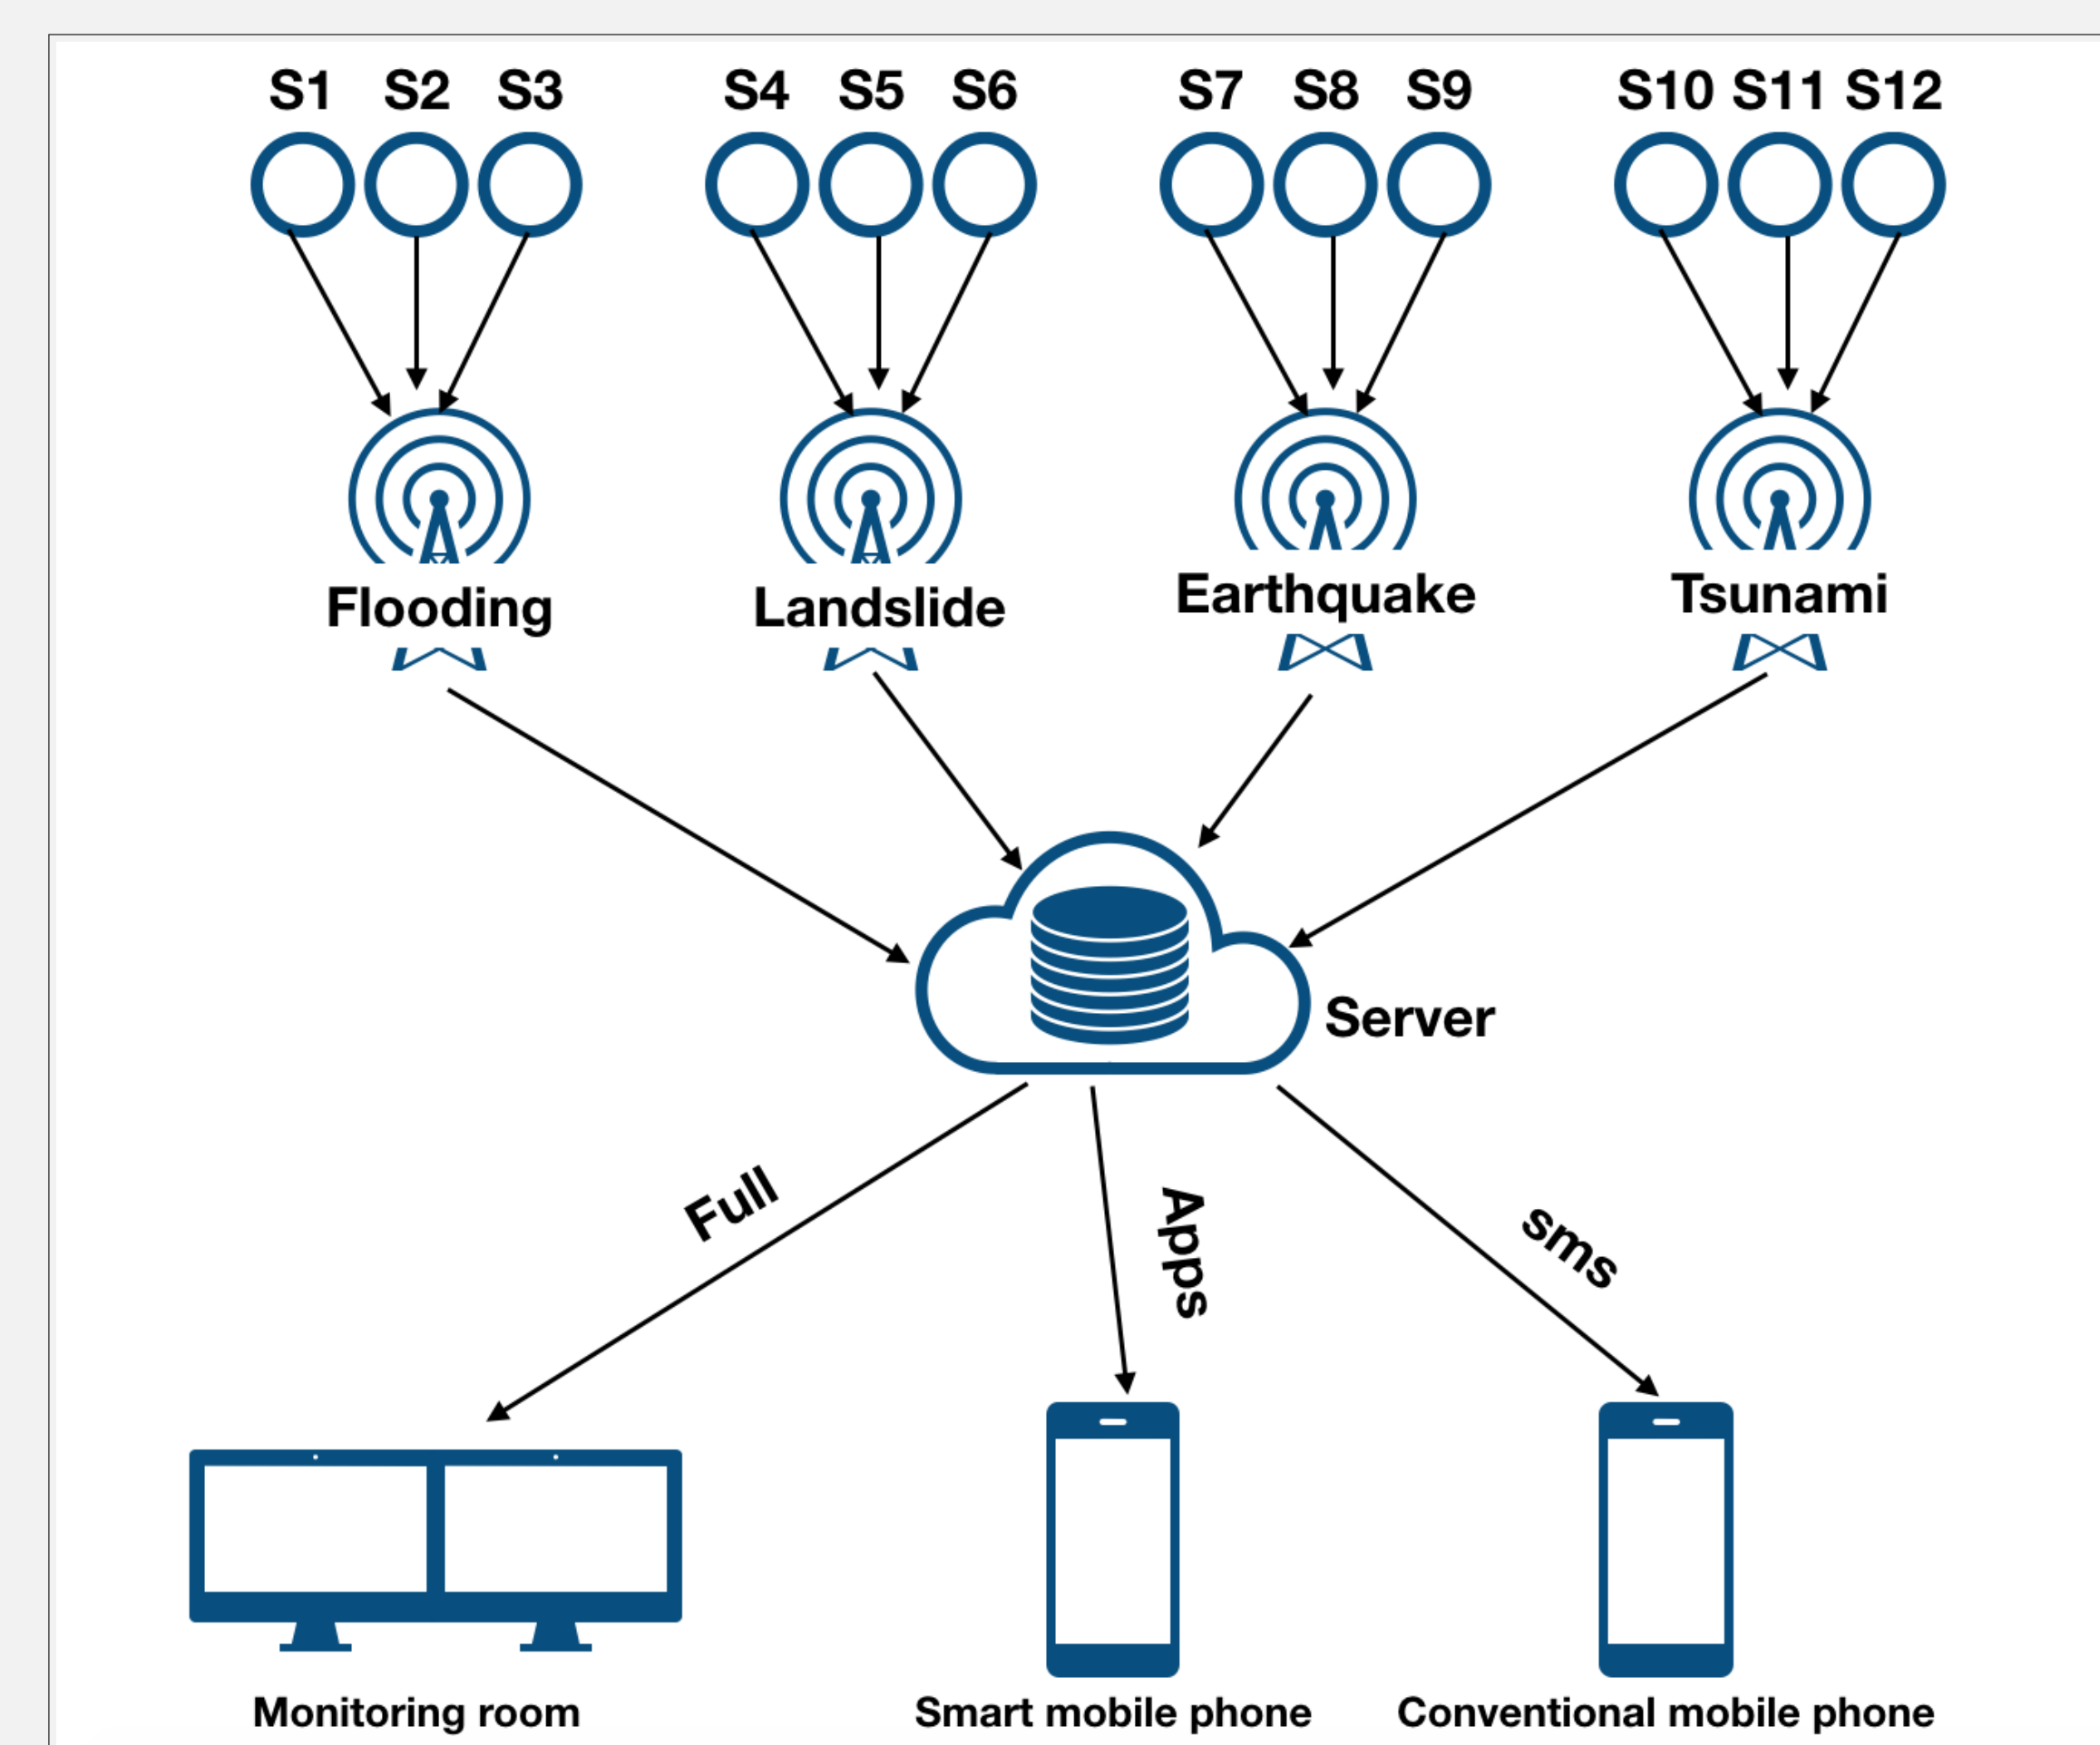 S1 S2 S3 S4 S5 S6 S7 S8 S9 S10 S11 S12
Flooding Landslide Earthquake Tsunami
Server
Full Apps sms
Monitoring room Smart mobile phone Conventional mobile phone